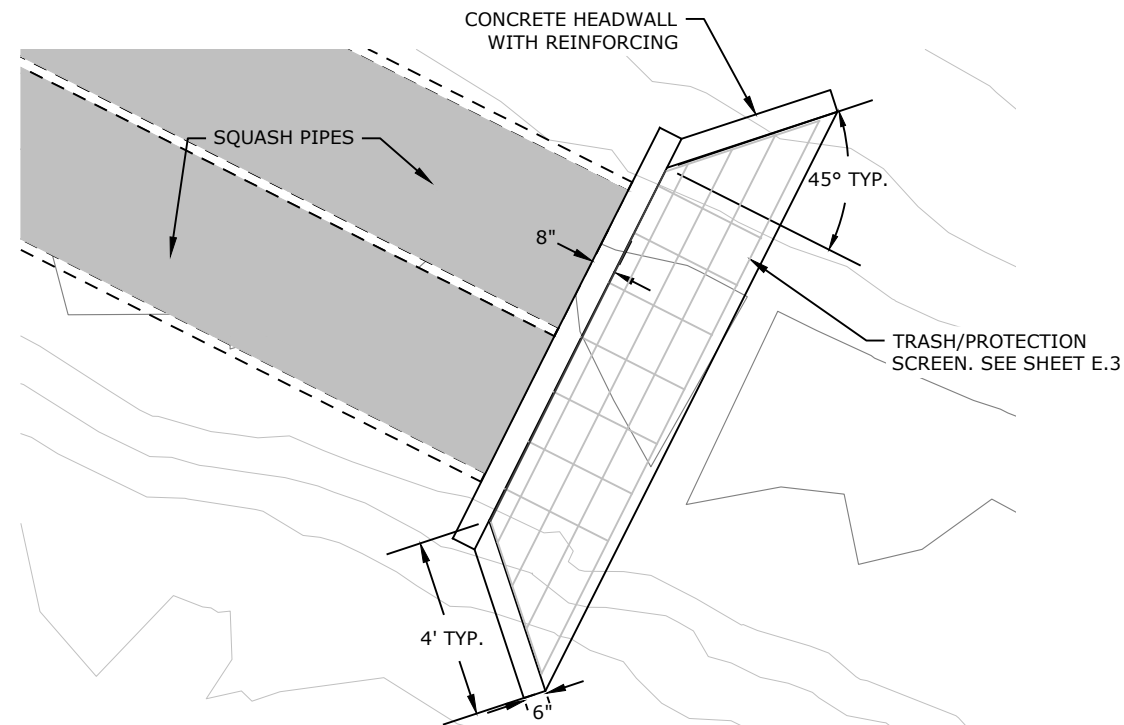 CONCRETE HEADWALL
WITH REINFORCING
SQUASH PIPES
45° TYP.
8"
TRASH/PROTECTION
SCREEN. SEE SHEET E.3
4' TYP.
6"